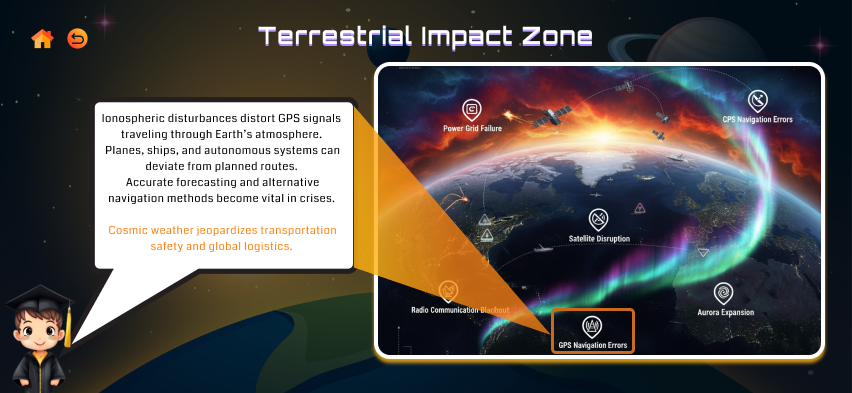 Terrestrial Impact Zone
Ionospheric disturbances distort GPS signals
traveling through Earth's atmosphere.
Planes, ships, and autonomous systems can
deviate from planned routes.
Accurate forecasting and alternative
navigation methods become vital in crises.
Cosmic weather jeopardizes transportation
safety and global logistics.
Power Grid Failure
CPS Navigation Errors
Satellite Disruption
Radio Communication Blackout
Aurora Expansion
GPS Navigation Errors